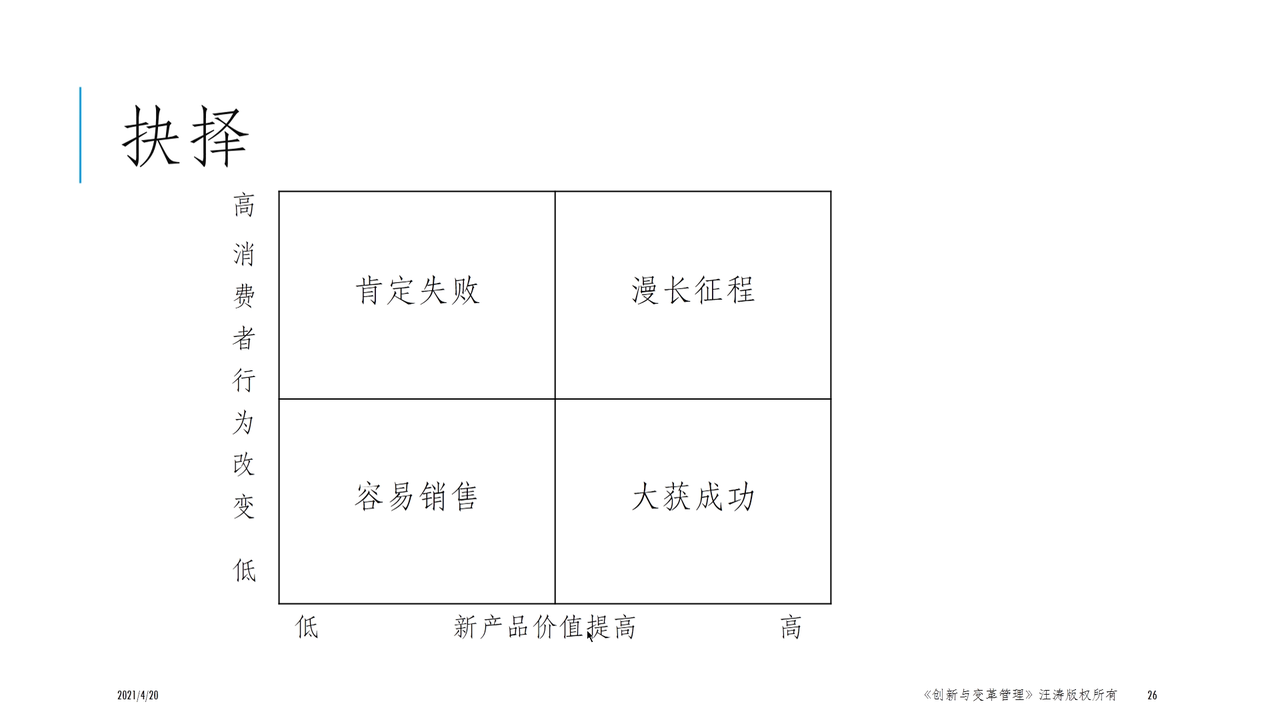 抉择
高
消费者行为改变
低
肯定失败
漫长征程
容易销售
大获成功
低
新产品价值提高
高
2021/4/20
《创新与变革管理》汪涛版权所有
26